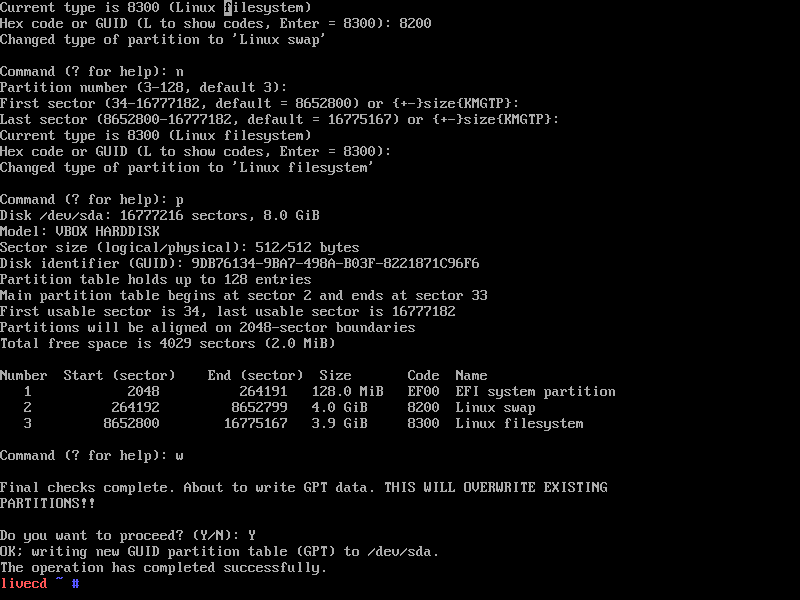 Current type is 8300 (Linux filesystem)
Hex code or GUID (L to show codes, Enter = 8300): 8200
Changed type of partition to 'Linux swap'
Command (? for help): n
Partition number (3-128, default 3):
First sector (34-16777182, default = 8652800) or {+-}size{KMGTP}:
Last sector (8652800-16777182, default = 16775167) or {+-}size{KMGTP}:
Current type is 8300 (Linux filesystem)
Hex code or GUID (L to show codes, Enter = 8300):
Changed type of partition to 'Linux filesystem'
Command (? for help): p
Disk /dev/sda: 16777216 sectors, 8.0 GiB
Model: VBOX HARDDISK
Sector size (logical/physical): 512/512 bytes
Disk identifier (GUID): 9DB76134-9BA7-498A-B03F-8221871C96F6
Partition table holds up to 128 entries
Main partition table begins at sector 2 and ends at sector 33
First usable sector is 34, last usable sector is 16777182
Partitions will be aligned on 2048-sector boundaries
Total free space is 4029 sectors (2.0 MiB)
Number  Start (sector)    End (sector)  Size       Code  Name
   1            2048          264191   128.0 MiB   EF00  EFI system partition
   2          264192         8652799   4.0 GiB     8200  Linux swap
   3         8652800        16775167   3.9 GiB     8300  Linux filesystem
Command (? for help): w
Final checks complete. About to write GPT data. THIS WILL OVERWRITE EXISTING
PARTITIONS!!
Do you want to proceed? (Y/N): Y
OK; writing new GUID partition table (GPT) to /dev/sda.
The operation has completed successfully.
livecd ~ #